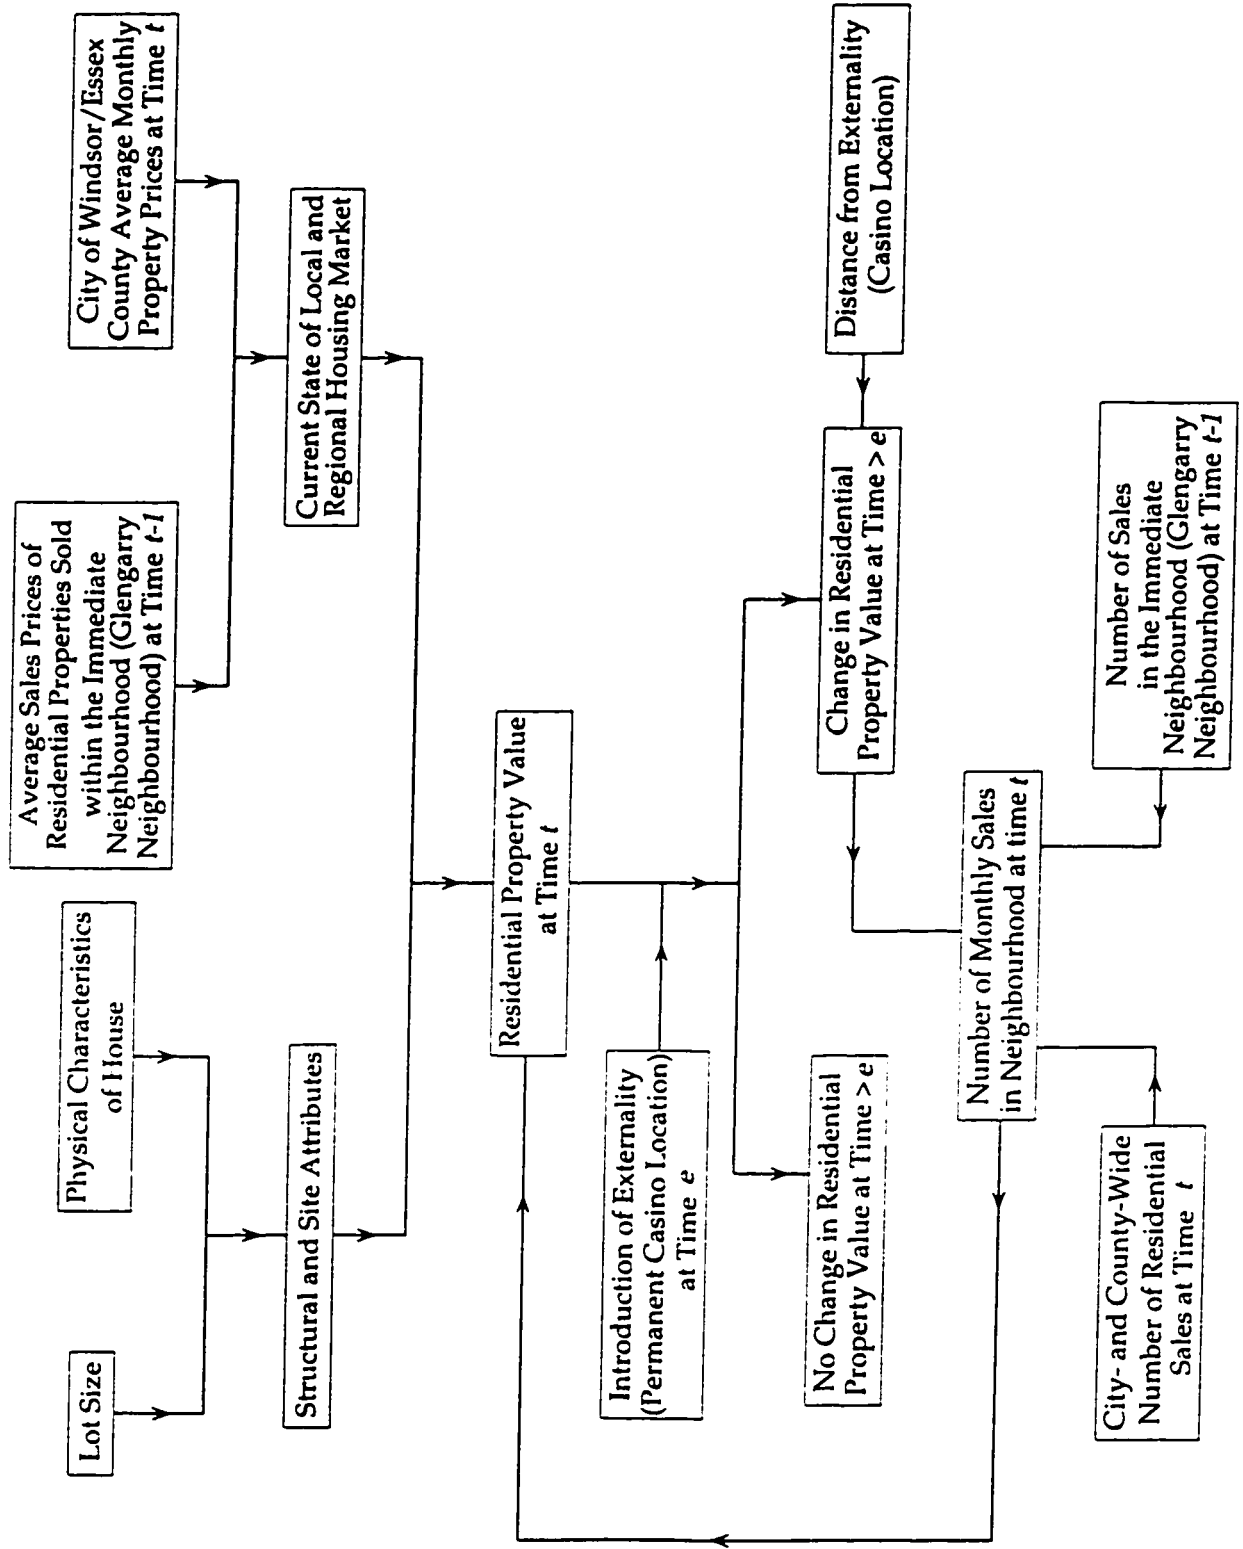 Lot Size
Physical Characteristics
of House
Average Sales Prices of
Residential Properties Sold
within the Immediate
Neighbourhood (Glengarry
Neighbourhood) at Time t-1
City of Windsor/Essex
County Average Monthly
Property Prices at Time t
Structural and Site Attributes
Current State of Local and
Regional Housing Market
Residential Property Value
at Time t
Introduction of Externality
(Permanent Casino Location)
at Time e
No Change in Residential
Property Value at Time > e
Change in Residential
Property Value at Time > e
Distance from Externality
(Casino Location)
Number of Monthly Sales
in Neighbourhood at time t
City- and County-Wide
Number of Residential
Sales at Time t
Number of Sales
in the Immediate
Neighbourhood (Glengarry
Neighbourhood) at Time t-1